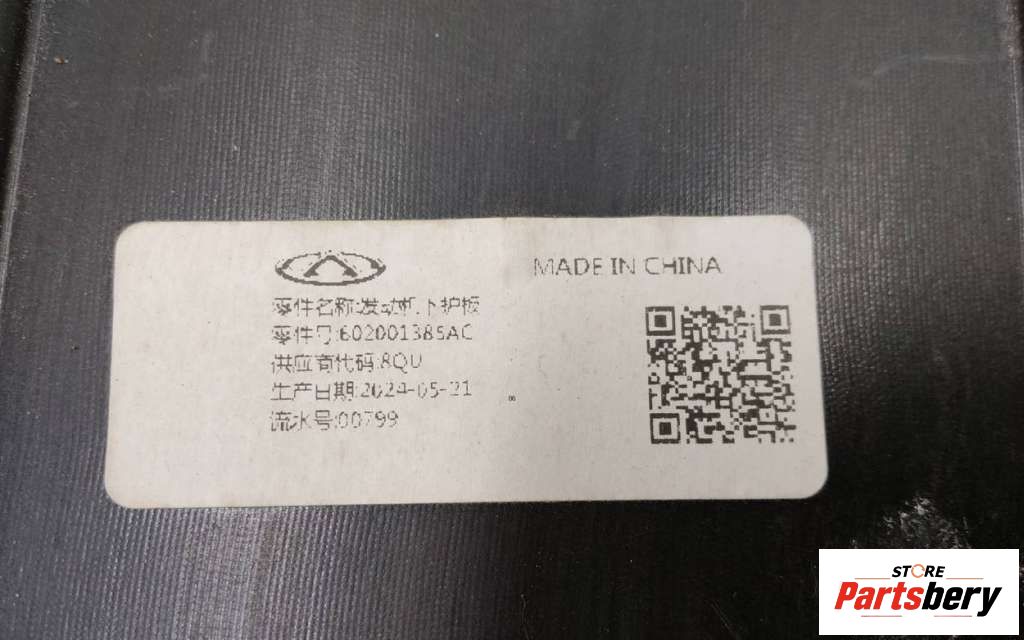 MADE IN CHINA
零件名称:发动机下护板
零件号:602001385AC
供应商代码:8QU
生产日期:2024-05-21
流水号:00799
STORE
Partsbery